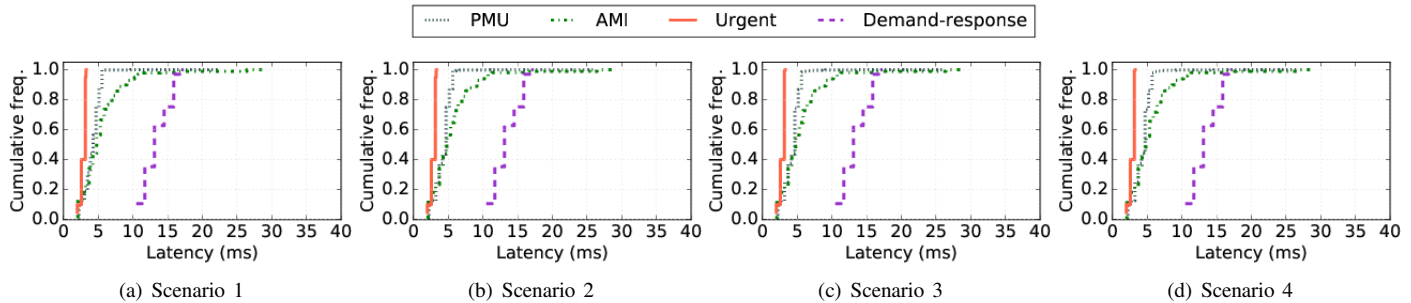 PMU AMI Urgent Demand-response
Cumulative freq.
1.0
0.8
0.6
0.4
0.2
0.0
0 5 10 15 20 25 30 35 40
Latency (ms)
(a) Scenario 1
Cumulative freq.
1.0
0.8
0.6
0.4
0.2
0.0
0 5 10 15 20 25 30 35 40
Latency (ms)
(b) Scenario 2
Cumulative freq.
1.0
0.8
0.6
0.4
0.2
0.0
0 5 10 15 20 25 30 35 40
Latency (ms)
(c) Scenario 3
Cumulative freq.
1.0
0.8
0.6
0.4
0.2
0.0
0 5 10 15 20 25 30 35 40
Latency (ms)
(d) Scenario 4